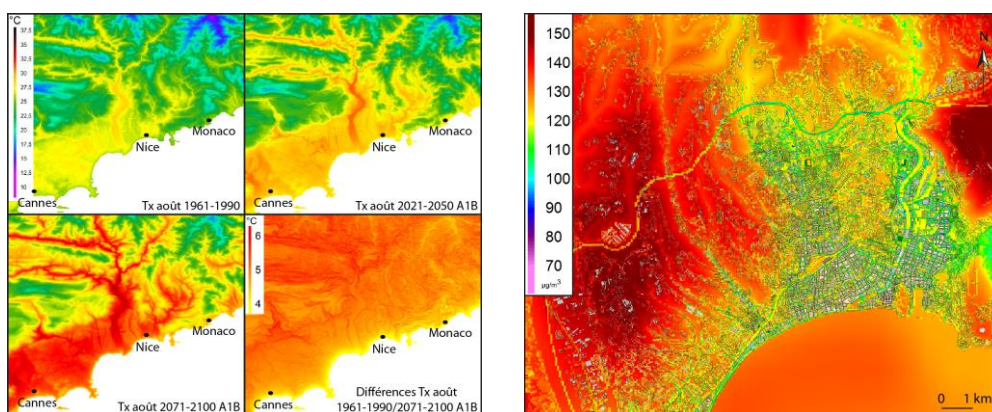 °C
37,5
35
32,5
30
27,5
25
22,5
20
17,5
15
12,5
10
Monaco
Nice
Cannes
Tx août 1961-1990
Monaco
Nice
Cannes
Tx août 2021-2050 A1B
Monaco
Nice
Cannes
Tx août 2071-2100 A1B
°C
6
5
4
Monaco
Nice
Cannes
Différences Tx août
1961-1990/2071-2100 A1B
150
140
130
120
110
100
90
80
70
µg/m³
N
0 1 km